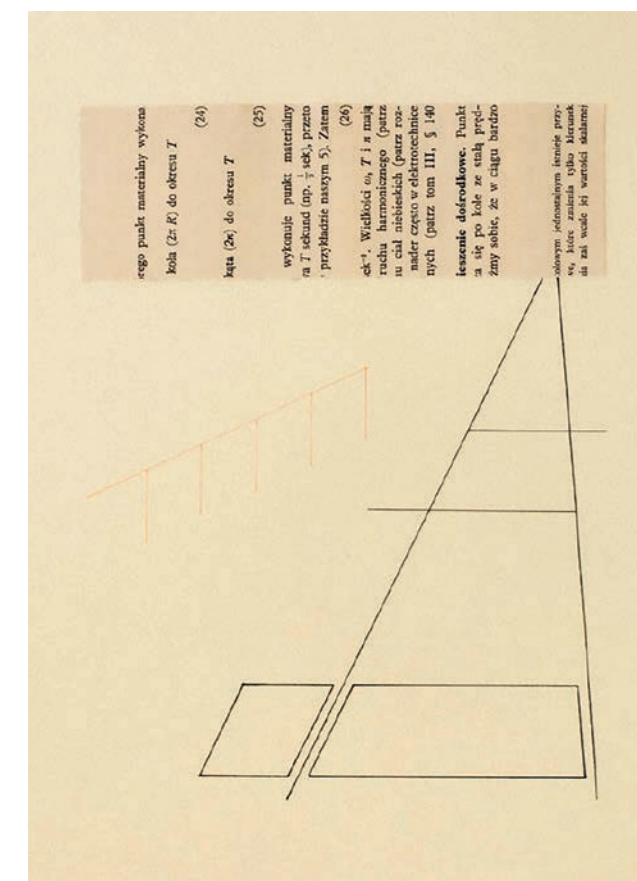 rego punkt materialny wykona
koła (2π R) do okresu T
(24)
kąta (2π) do okresu T
(25)
wykonuje punkt materialny
T sekund (np. sek), przeto
przykładzie naszym 5). Zatem
(26)
ek⁻¹. Wielkości ω, T i n mają
ruchu harmonicznego (patrz
u ciał niebieskich (patrz roz-
nader często w elektrotechnice
nych (patrz tom III, § 140
ieszenie dośrodkowe. Punkt
a się po kole ze stałą pręd-
żmy sobie, że w ciągu bardzo
ołowym jednostajnym istnieje przy-
we, które zmienia tylko kierunek
ia zaś wcale jej wartości skalarnej